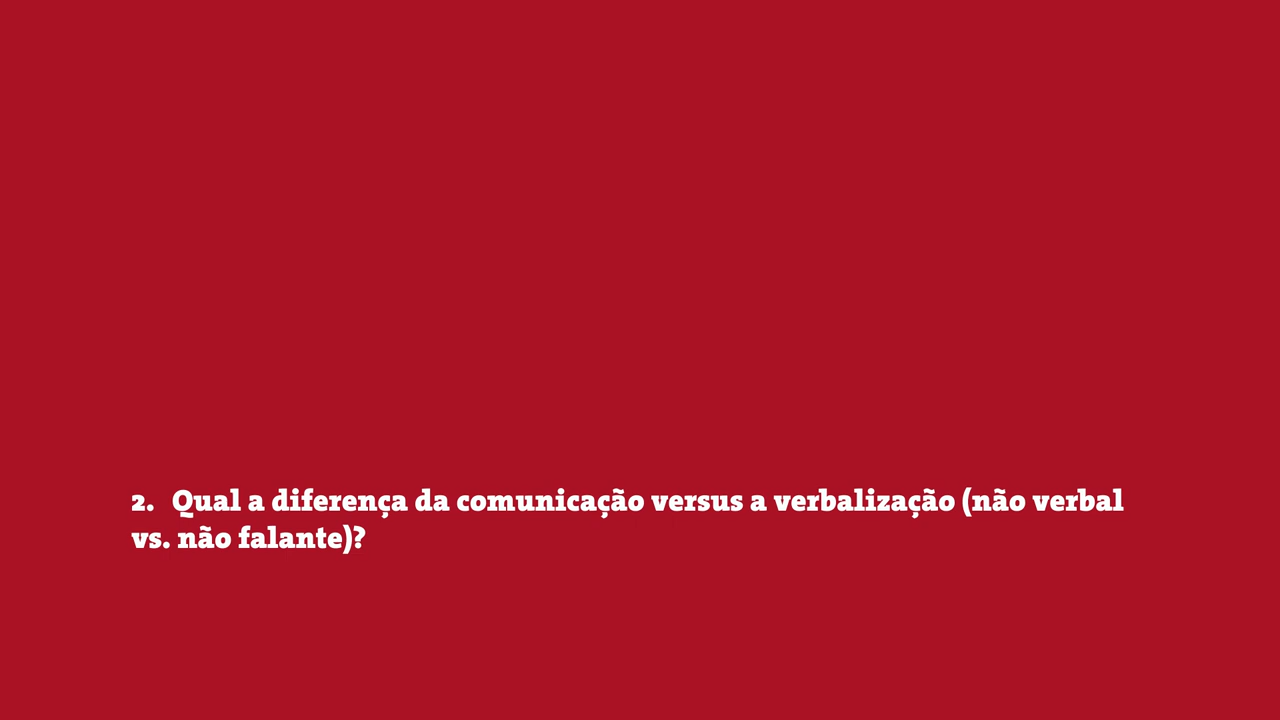 2. Qual a diferença da comunicação versus a verbalização (não verbal
vs. não falante)?